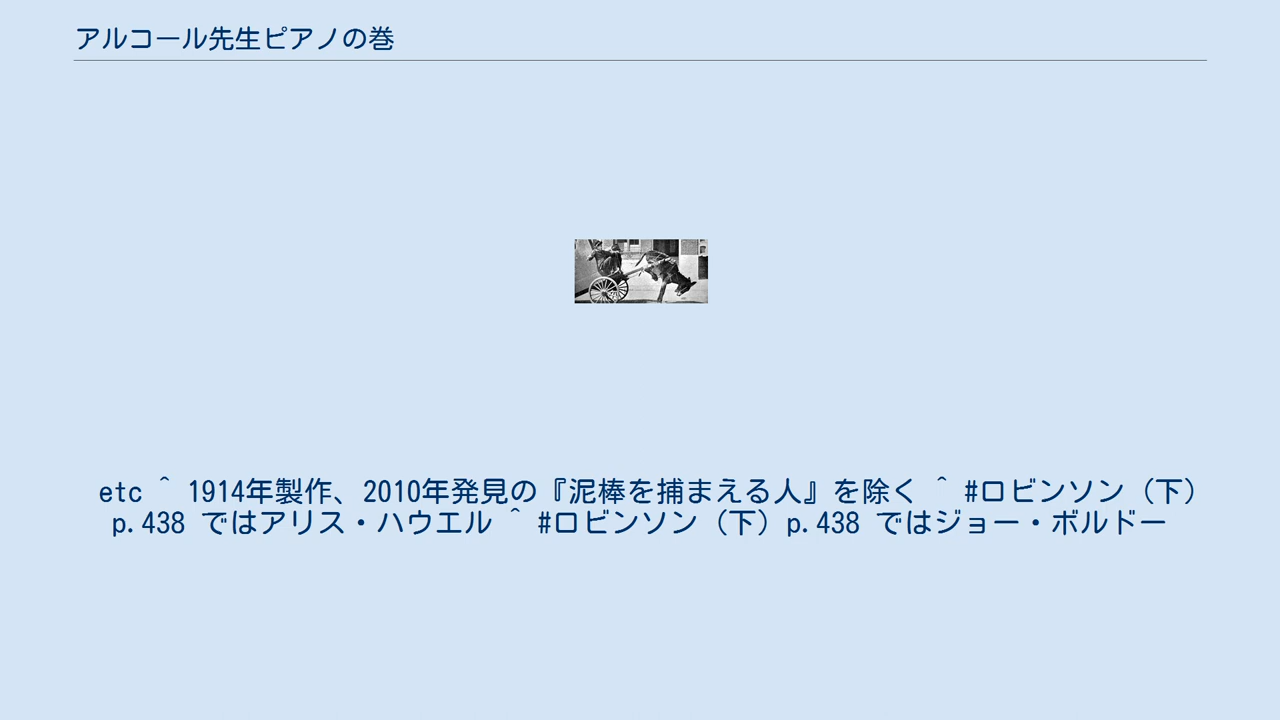 アルコール先生ピアノの巻
etc ^ 1914年製作、2010年発見の『泥棒を捕まえる人』を除く ^ #ロビンソン（下）
p.438 ではアリス・ハウエル ^ #ロビンソン（下）p.438 ではジョー・ボルドー